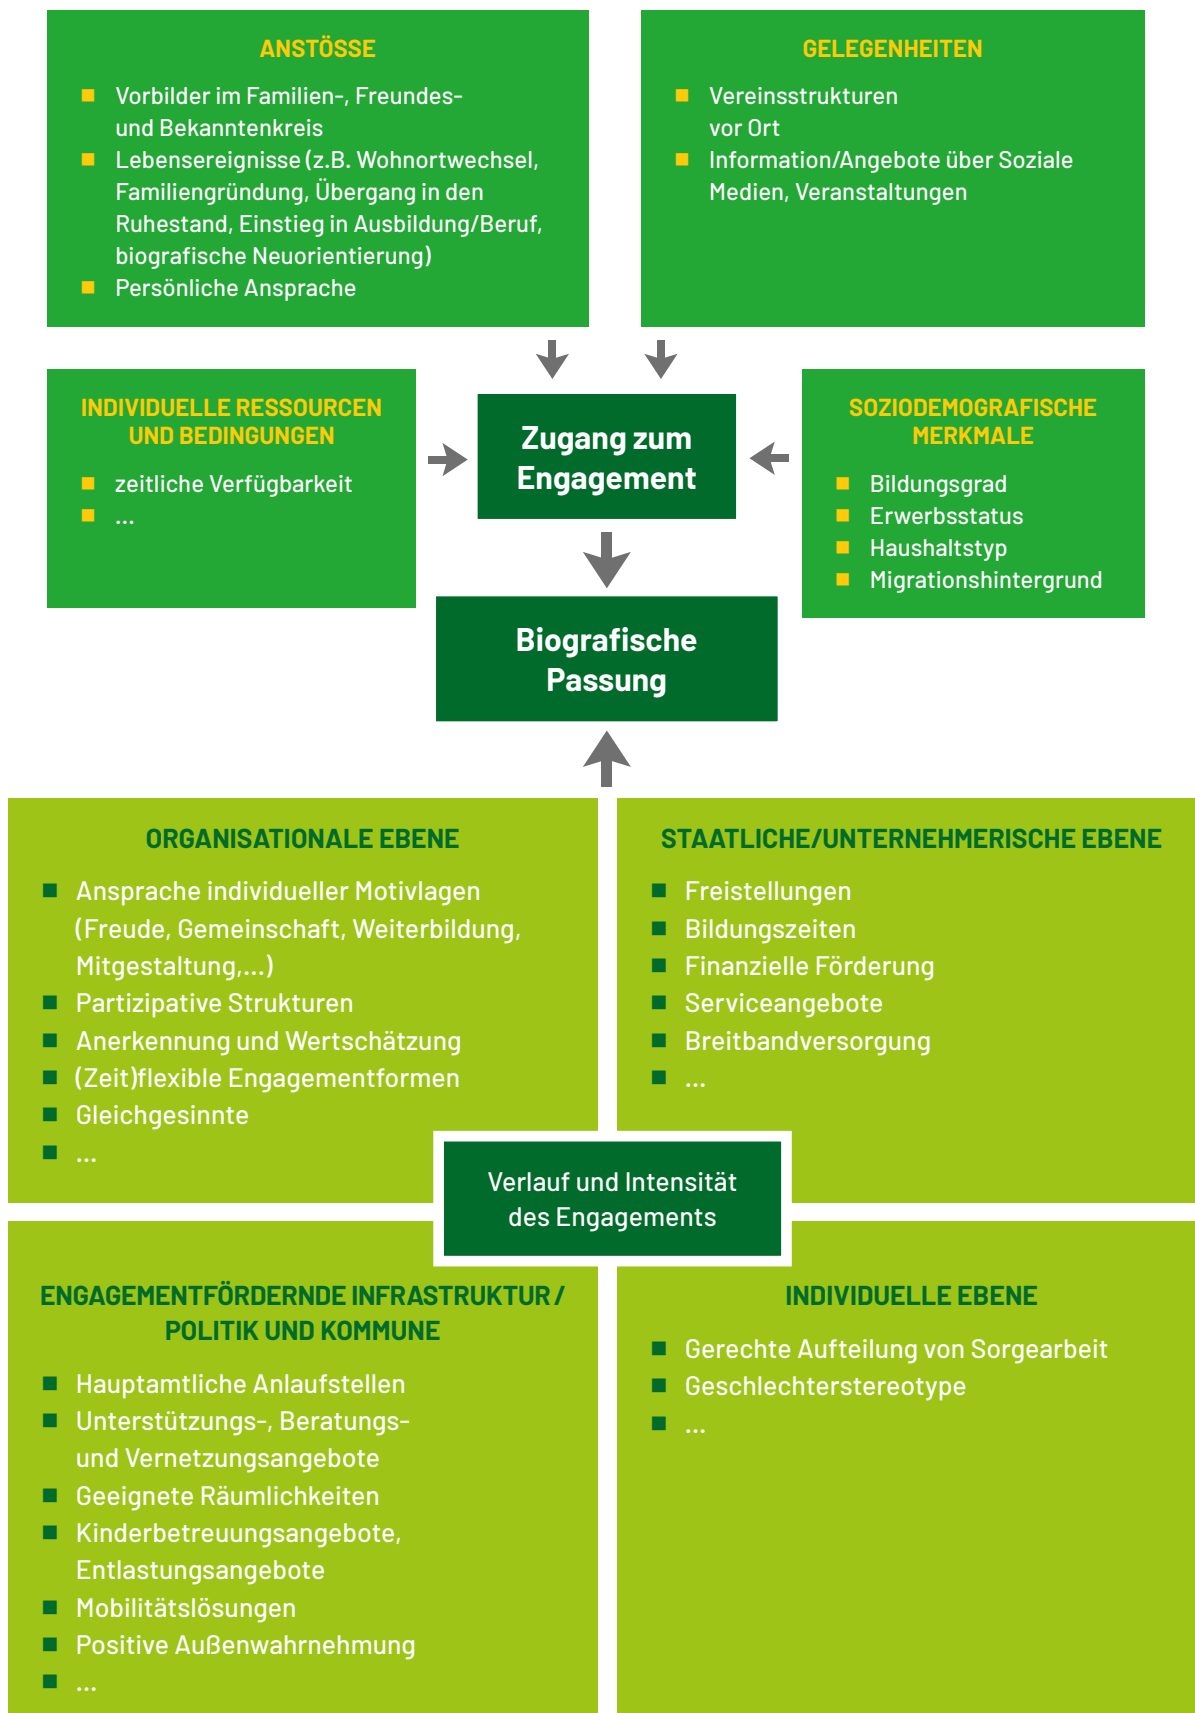 ANSTÖSSE
Vorbilder im Familien-, Freundes-
und Bekanntenkreis
Lebensereignisse (z.B. Wohnortwechsel,
Familiengründung, Übergang in den
Ruhestand, Einstieg in Ausbildung/Beruf,
biografische Neuorientierung)
Persönliche Ansprache
GELEGENHEITEN
Vereinsstrukturen
vor Ort
Information/Angebote über Soziale
Medien, Veranstaltungen
INDIVIDUELLE RESSOURCEN
UND BEDINGUNGEN
zeitliche Verfügbarkeit
...
Zugang zum
Engagement
SOZIODEMOGRAFISCHE
MERKMALE
Bildungsgrad
Erwerbsstatus
Haushaltstyp
Migrationshintergrund
Biografische
Passung
ORGANISATIONALE EBENE
Ansprache individueller Motivlagen
(Freude, Gemeinschaft, Weiterbildung,
Mitgestaltung,...)
Partizipative Strukturen
Anerkennung und Wertschätzung
(Zeit)flexible Engagementformen
Gleichgesinnte
...
STAATLICHE/UNTERNEHMERISCHE EBENE
Freistellungen
Bildungszeiten
Finanzielle Förderung
Serviceangebote
Breitbandversorgung
...
Verlauf und Intensität
des Engagements
ENGAGEMENTFÖRDERNDE INFRASTRUKTUR/
POLITIK UND KOMMUNE
Hauptamtliche Anlaufstellen
Unterstützungs-, Beratungs-
und Vernetzungsangebote
Geeignete Räumlichkeiten
Kinderbetreuungsangebote,
Entlastungsangebote
Mobilitätslösungen
Positive Außenwahrnehmung
...
INDIVIDUELLE EBENE
Gerechte Aufteilung von Sorgearbeit
Geschlechterstereotype
...